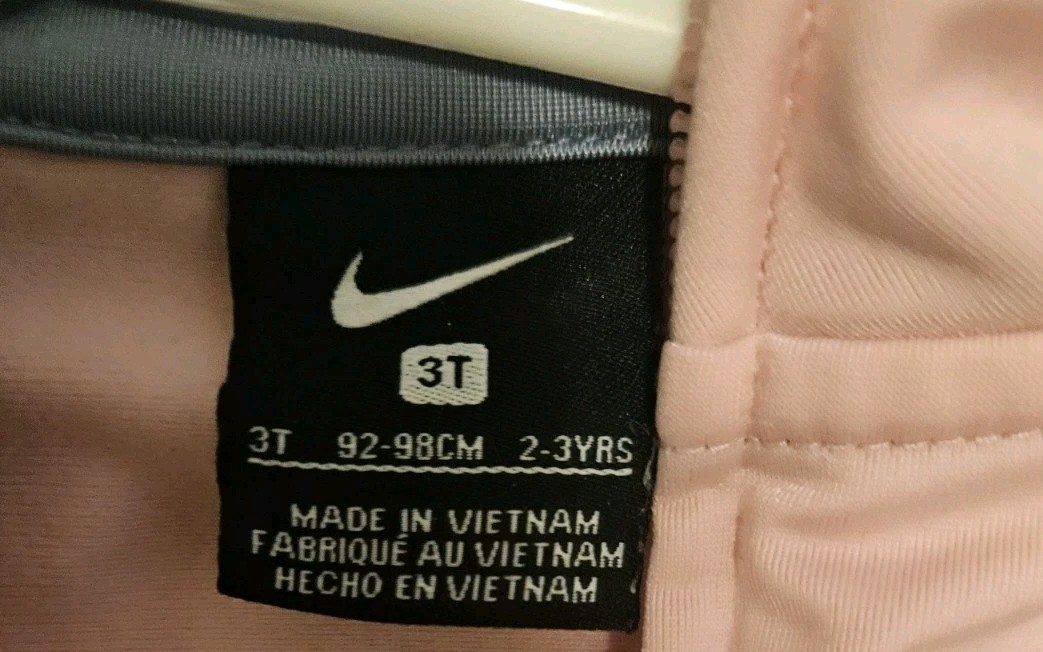 3T
3T 92-98CM 2-3YRS
MADE IN VIETNAM
FABRIQUÉ AU VIETNAM
HECHO EN VIETNAM